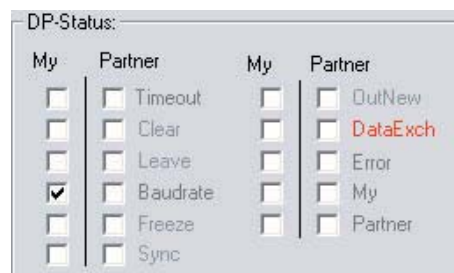 DP-Status:
My Partner My Partner
Timeout OutNew
Clear DataExch
Leave Error
Baudrate My
Freeze Partner
Sync